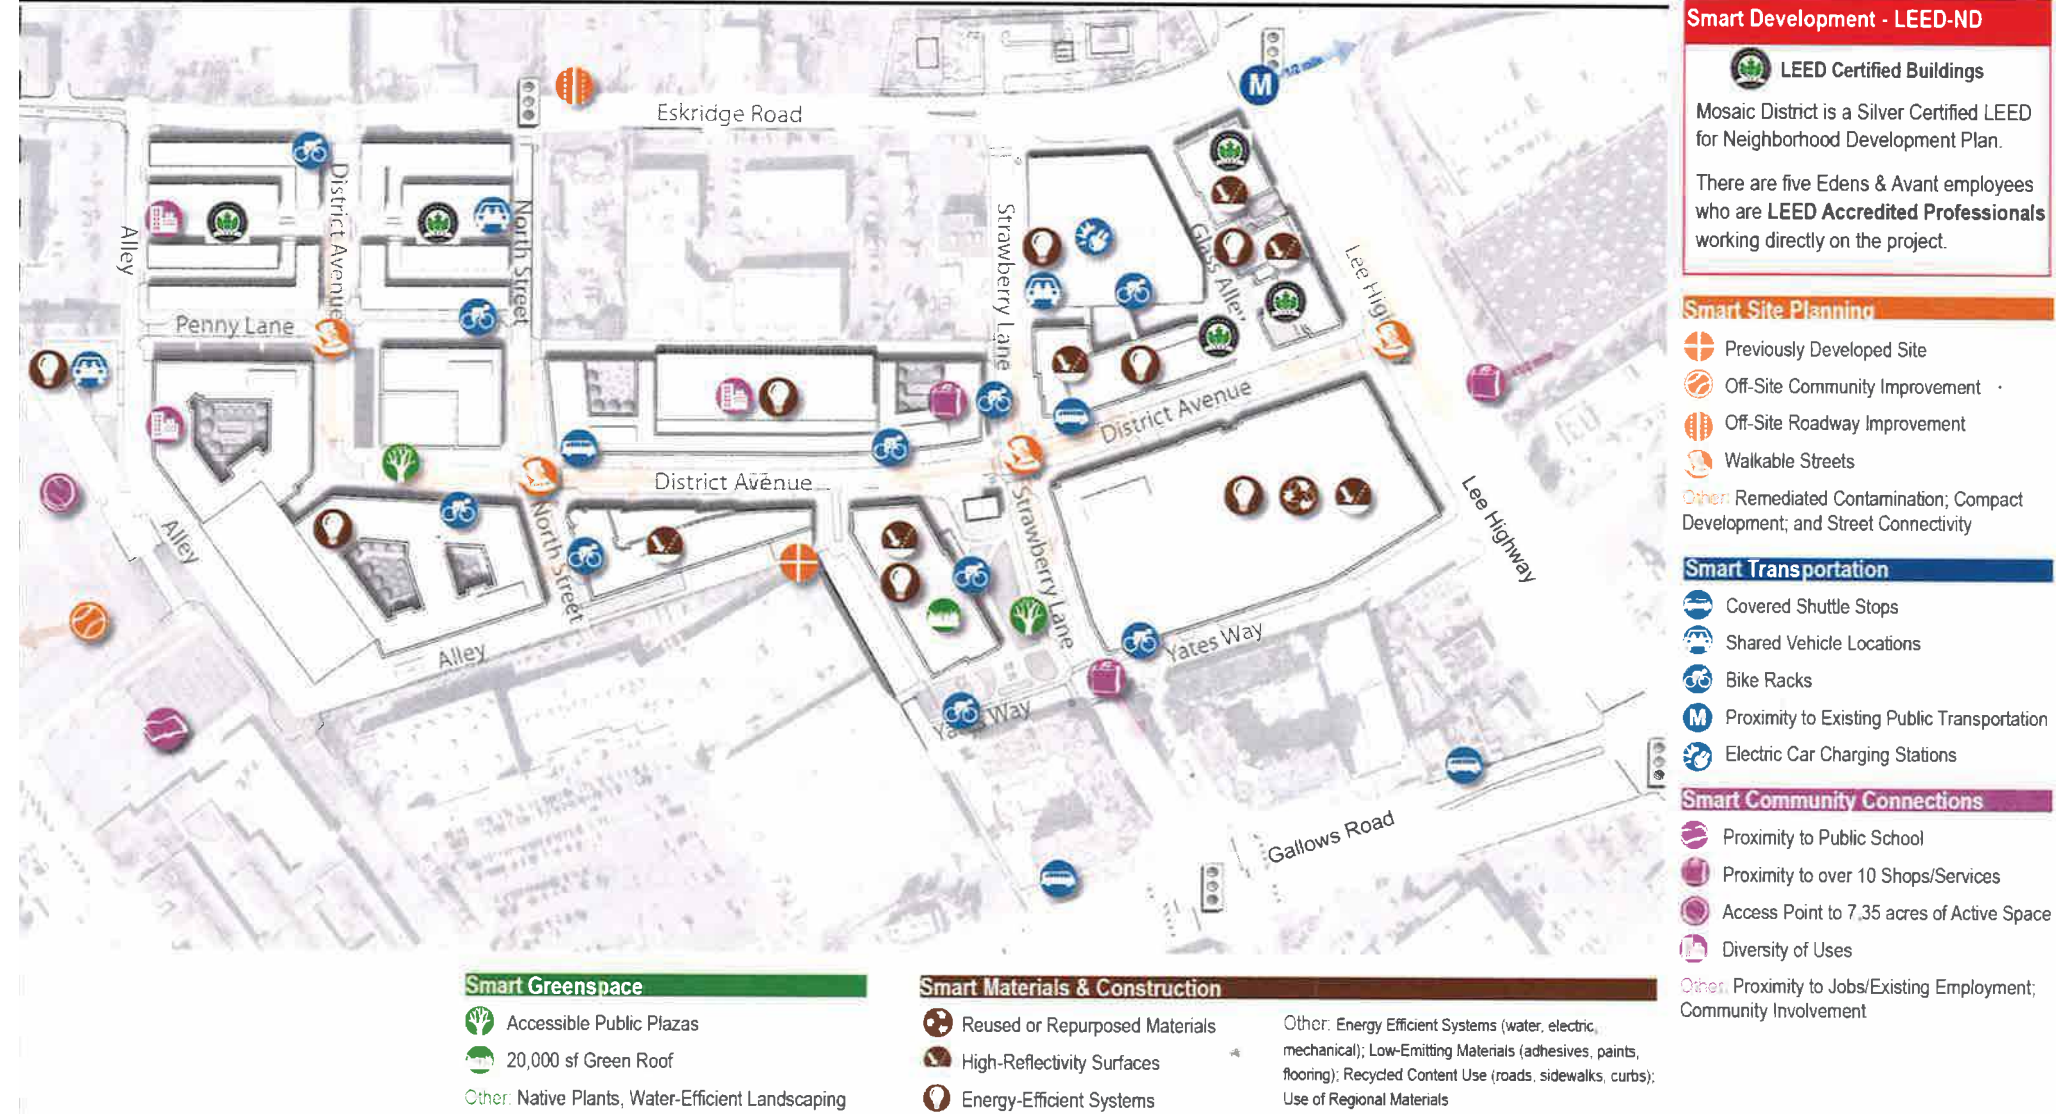 Eskridge Road
1/2 mile
Alley
District Avenue
North Street
Penny Lane
Strawberry Lane
Glass Alley
Lee High
District Avenue
District Avenue
Alley
North Street
Strawberry Lane
Lee Highway
Alley
Yates Way
Yates Way
Gallows Road
M
Smart Development - LEED-ND
LEED Certified Buildings
Mosaic District is a Silver Certified LEED
for Neighborhood Development Plan.
There are five Edens & Avant employees
who are LEED Accredited Professionals
working directly on the project.
Smart Site Planning
Previously Developed Site
Off-Site Community Improvement
Off-Site Roadway Improvement
Walkable Streets
Other: Remediated Contamination; Compact
Development; and Street Connectivity
Smart Transportation
Covered Shuttle Stops
Shared Vehicle Locations
Bike Racks
M Proximity to Existing Public Transportation
Electric Car Charging Stations
Smart Community Connections
Proximity to Public School
Proximity to over 10 Shops/Services
Access Point to 7.35 acres of Active Space
Diversity of Uses
Other: Proximity to Jobs/Existing Employment;
Community Involvement
Smart Greenspace
Accessible Public Plazas
20,000 sf Green Roof
Other: Native Plants, Water-Efficient Landscaping
Smart Materials & Construction
Reused or Repurposed Materials
High-Reflectivity Surfaces
Energy-Efficient Systems
Other: Energy Efficient Systems (water, electric,
mechanical); Low-Emitting Materials (adhesives, paints,
flooring); Recycled Content Use (roads, sidewalks, curbs);
Use of Regional Materials